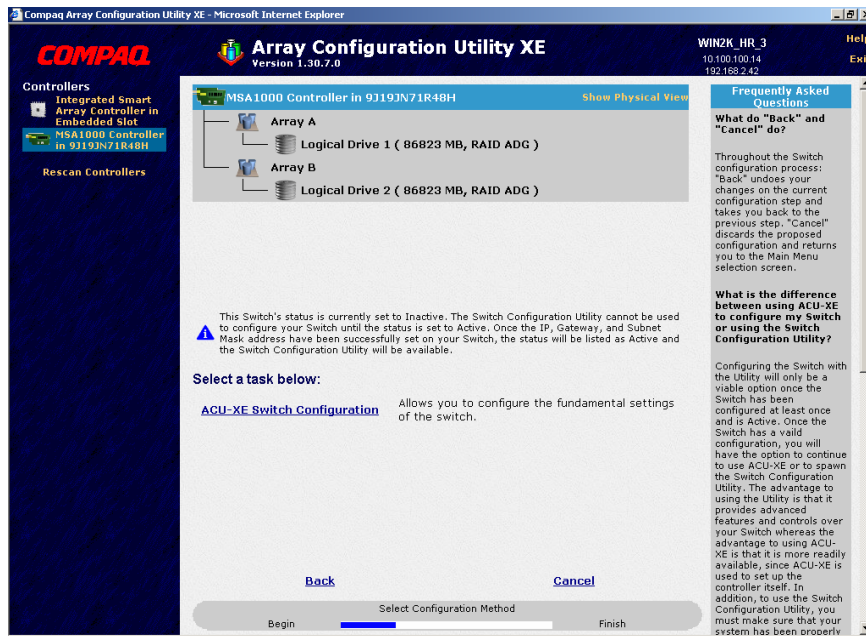 Compaq Array Configuration Utility XE - Microsoft Internet Explorer
COMPAQ
Array Configuration Utility XE
Version 1.30.7.0
WIN2K_HR_3
10.100.100.14
192.168.2.42
Help
Exi
Controllers
Integrated Smart
Array Controller in
Embedded Slot
MSA1000 Controller
in 9J19JN71R48H
Rescan Controllers
MSA1000 Controller in 9J19JN71R48H
Show Physical View
Array A
Logical Drive 1 ( 86823 MB, RAID ADG )
Array B
Logical Drive 2 ( 86823 MB, RAID ADG )
This Switch's status is currently set to Inactive. The Switch Configuration Utility cannot be used
to configure your Switch until the status is set to Active. Once the IP, Gateway, and Subnet
Mask address have been successfully set on your Switch, the status will be listed as Active and
the Switch Configuration Utility will be available.
Select a task below:
ACU-XE Switch Configuration
Allows you to configure the fundamental settings
of the switch.
Back
Cancel
Select Configuration Method
Begin
Finish
Frequently Asked
Questions
What do "Back" and
"Cancel" do?
Throughout the Switch
configuration process:
"Back" undoes your
changes on the current
configuration step and
takes you back to the
previous step. "Cancel"
discards the proposed
configuration and returns
you to the Main Menu
selection screen.
What is the difference
between using ACU-XE
to configure my Switch
or using the Switch
Configuration Utility?
Configuring the Switch with
the Utility will only be a
viable option once the
Switch has been
configured at least once
and is Active. Once the
Switch has a vaild
configuration, you will
have the option to continue
to use ACU-XE or to spawn
the Switch Configuration
Utility. The advantage to
using the Utility is that it
provides advanced
features and controls over
your Switch whereas the
advantage to using ACU-
XE is that it is more readily
available, since ACU-XE is
used to set up the
controller itself. In
addition, to use the Switch
Configuration Utility, you
must make sure that your
system has been properly